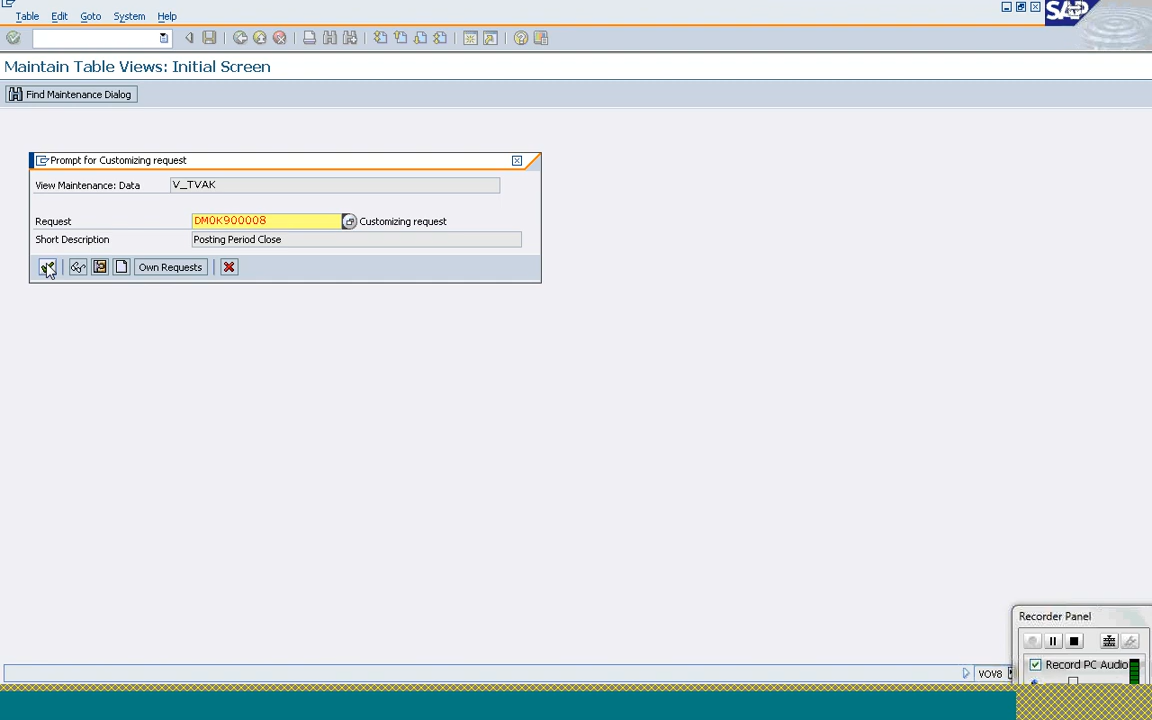 Table Edit Goto System Help
SAP
Maintain Table Views: Initial Screen
Find Maintenance Dialog
Prompt for Customizing request
View Maintenance: Data V_TVAK
Request DM0K900008 Customizing request
Short Description Posting Period Close
Own Requests
Recorder Panel
Record PC Audio
VOV8